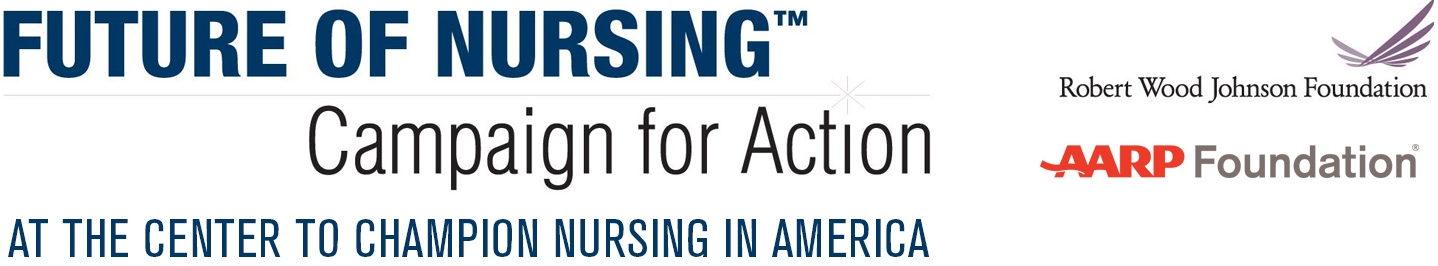 FUTURE OF NURSING™
Campaign for Action
AT THE CENTER TO CHAMPION NURSING IN AMERICA
Robert Wood Johnson Foundation
AARP Foundation®